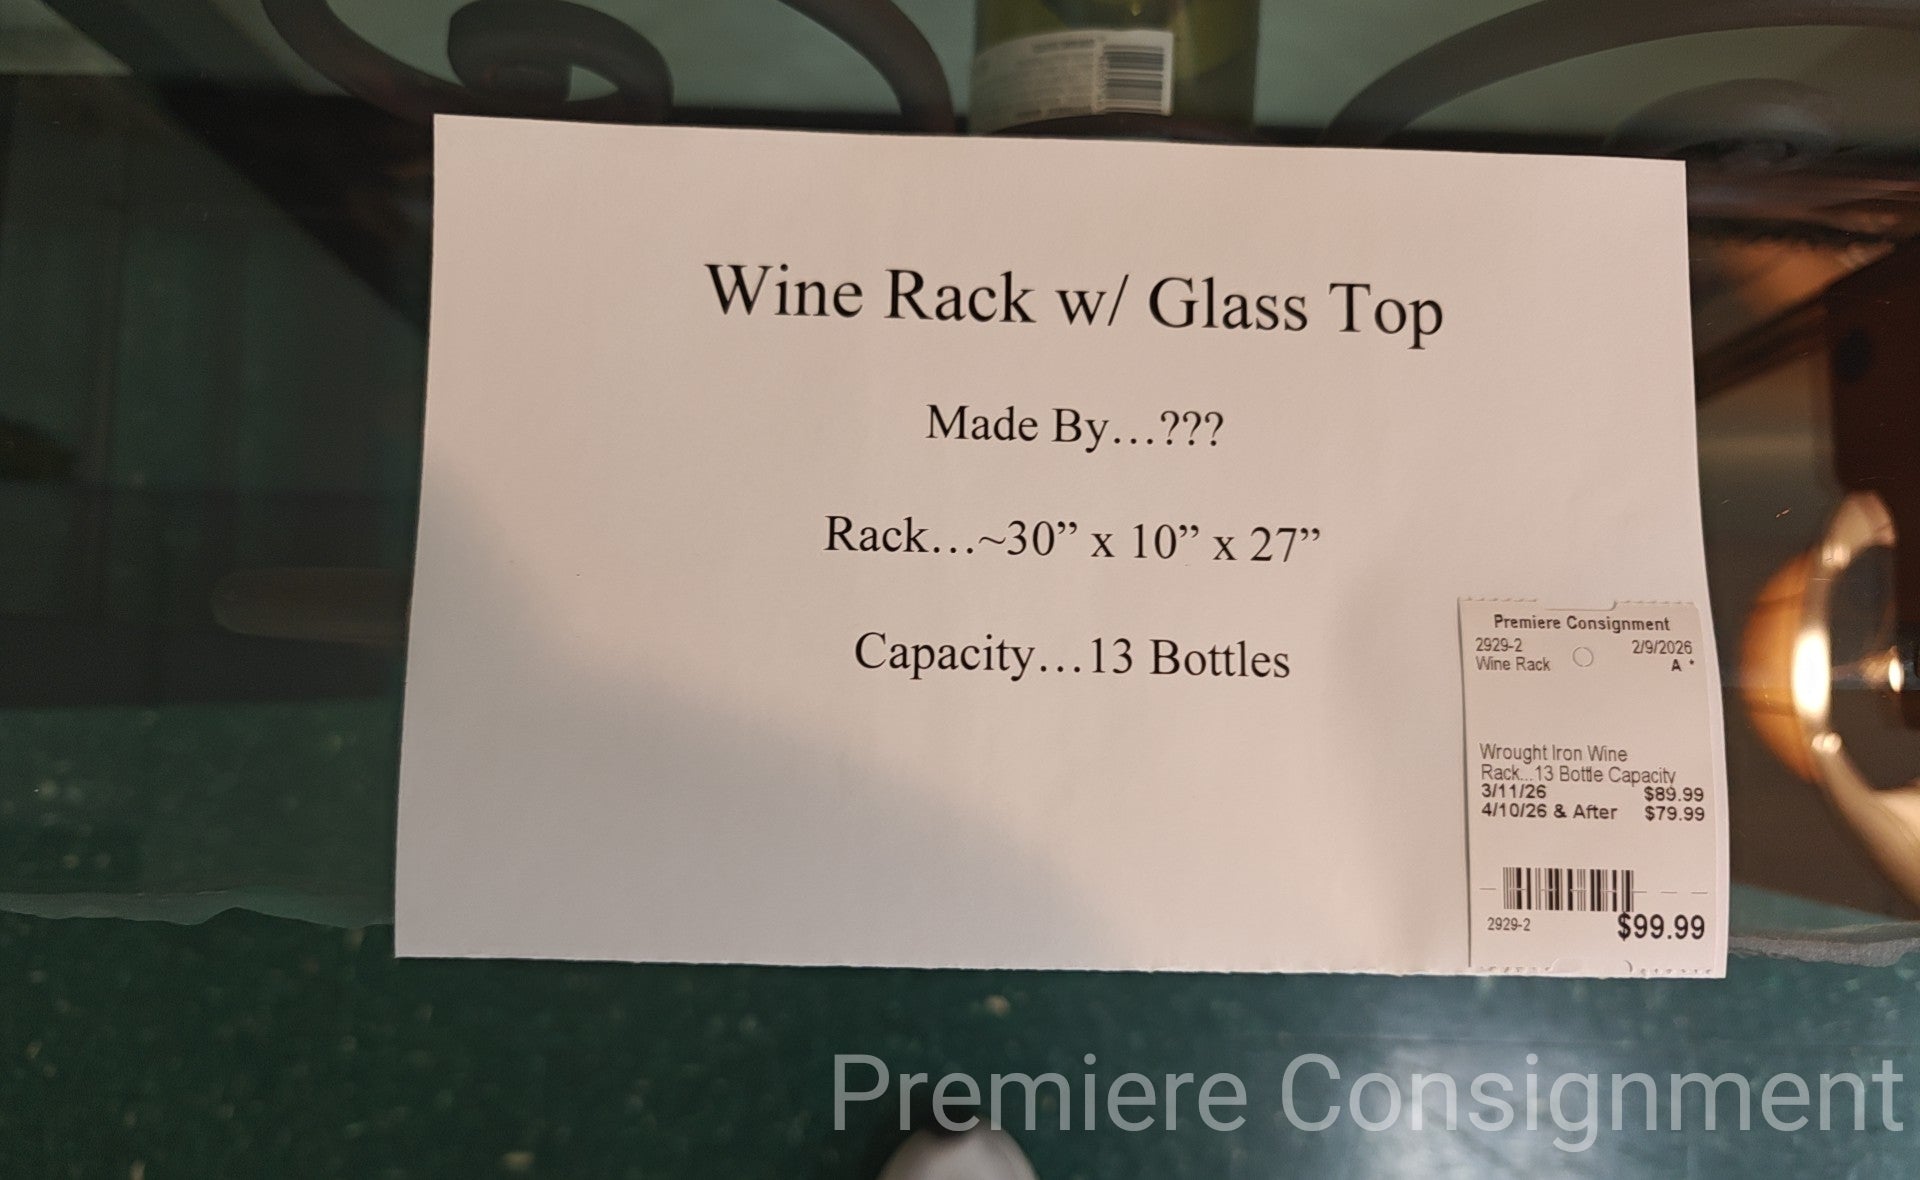 Wine Rack w/ Glass Top
Made By…???
Rack…~30” x 10” x 27”
Capacity…13 Bottles
Premiere Consignment
2929-2 2/9/2026
Wine Rack A *
Wrought Iron Wine
Rack...13 Bottle Capacity
3/11/26 $89.99
4/10/26 & After $79.99
2929-2 $99.99
Premiere Consignment